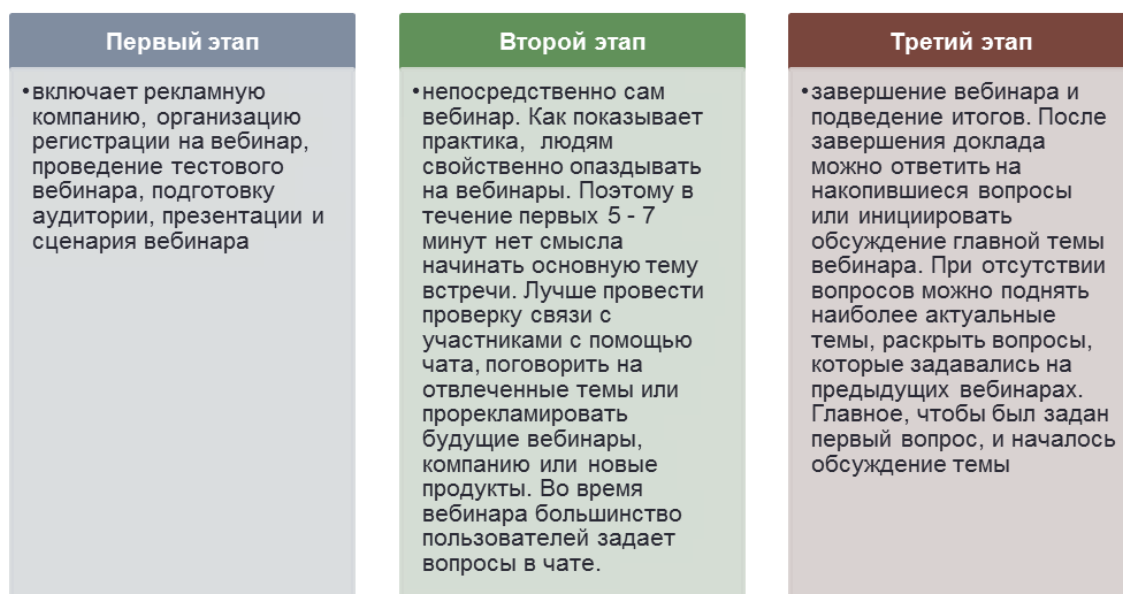 Первый этап
•включает рекламную
компанию, организацию
регистрации на вебинар,
проведение тестового
вебинара, подготовку
аудитории, презентации и
сценария вебинара
Второй этап
•непосредственно сам
вебинар. Как показывает
практика, людям
свойственно опаздывать
на вебинары. Поэтому в
течение первых 5 - 7
минут нет смысла
начинать основную тему
встречи. Лучше провести
проверку связи с
участниками с помощью
чата, поговорить на
отвлеченные темы или
прорекламировать
будущие вебинары,
компанию или новые
продукты. Во время
вебинара большинство
пользователей задает
вопросы в чате.
Третий этап
•завершение вебинара и
подведение итогов. После
завершения доклада
можно ответить на
накопившиеся вопросы
или инициировать
обсуждение главной темы
вебинара. При отсутствии
вопросов можно поднять
наиболее актуальные
темы, раскрыть вопросы,
которые задавались на
предыдущих вебинарах.
Главное, чтобы был задан
первый вопрос, и началось
обсуждение темы